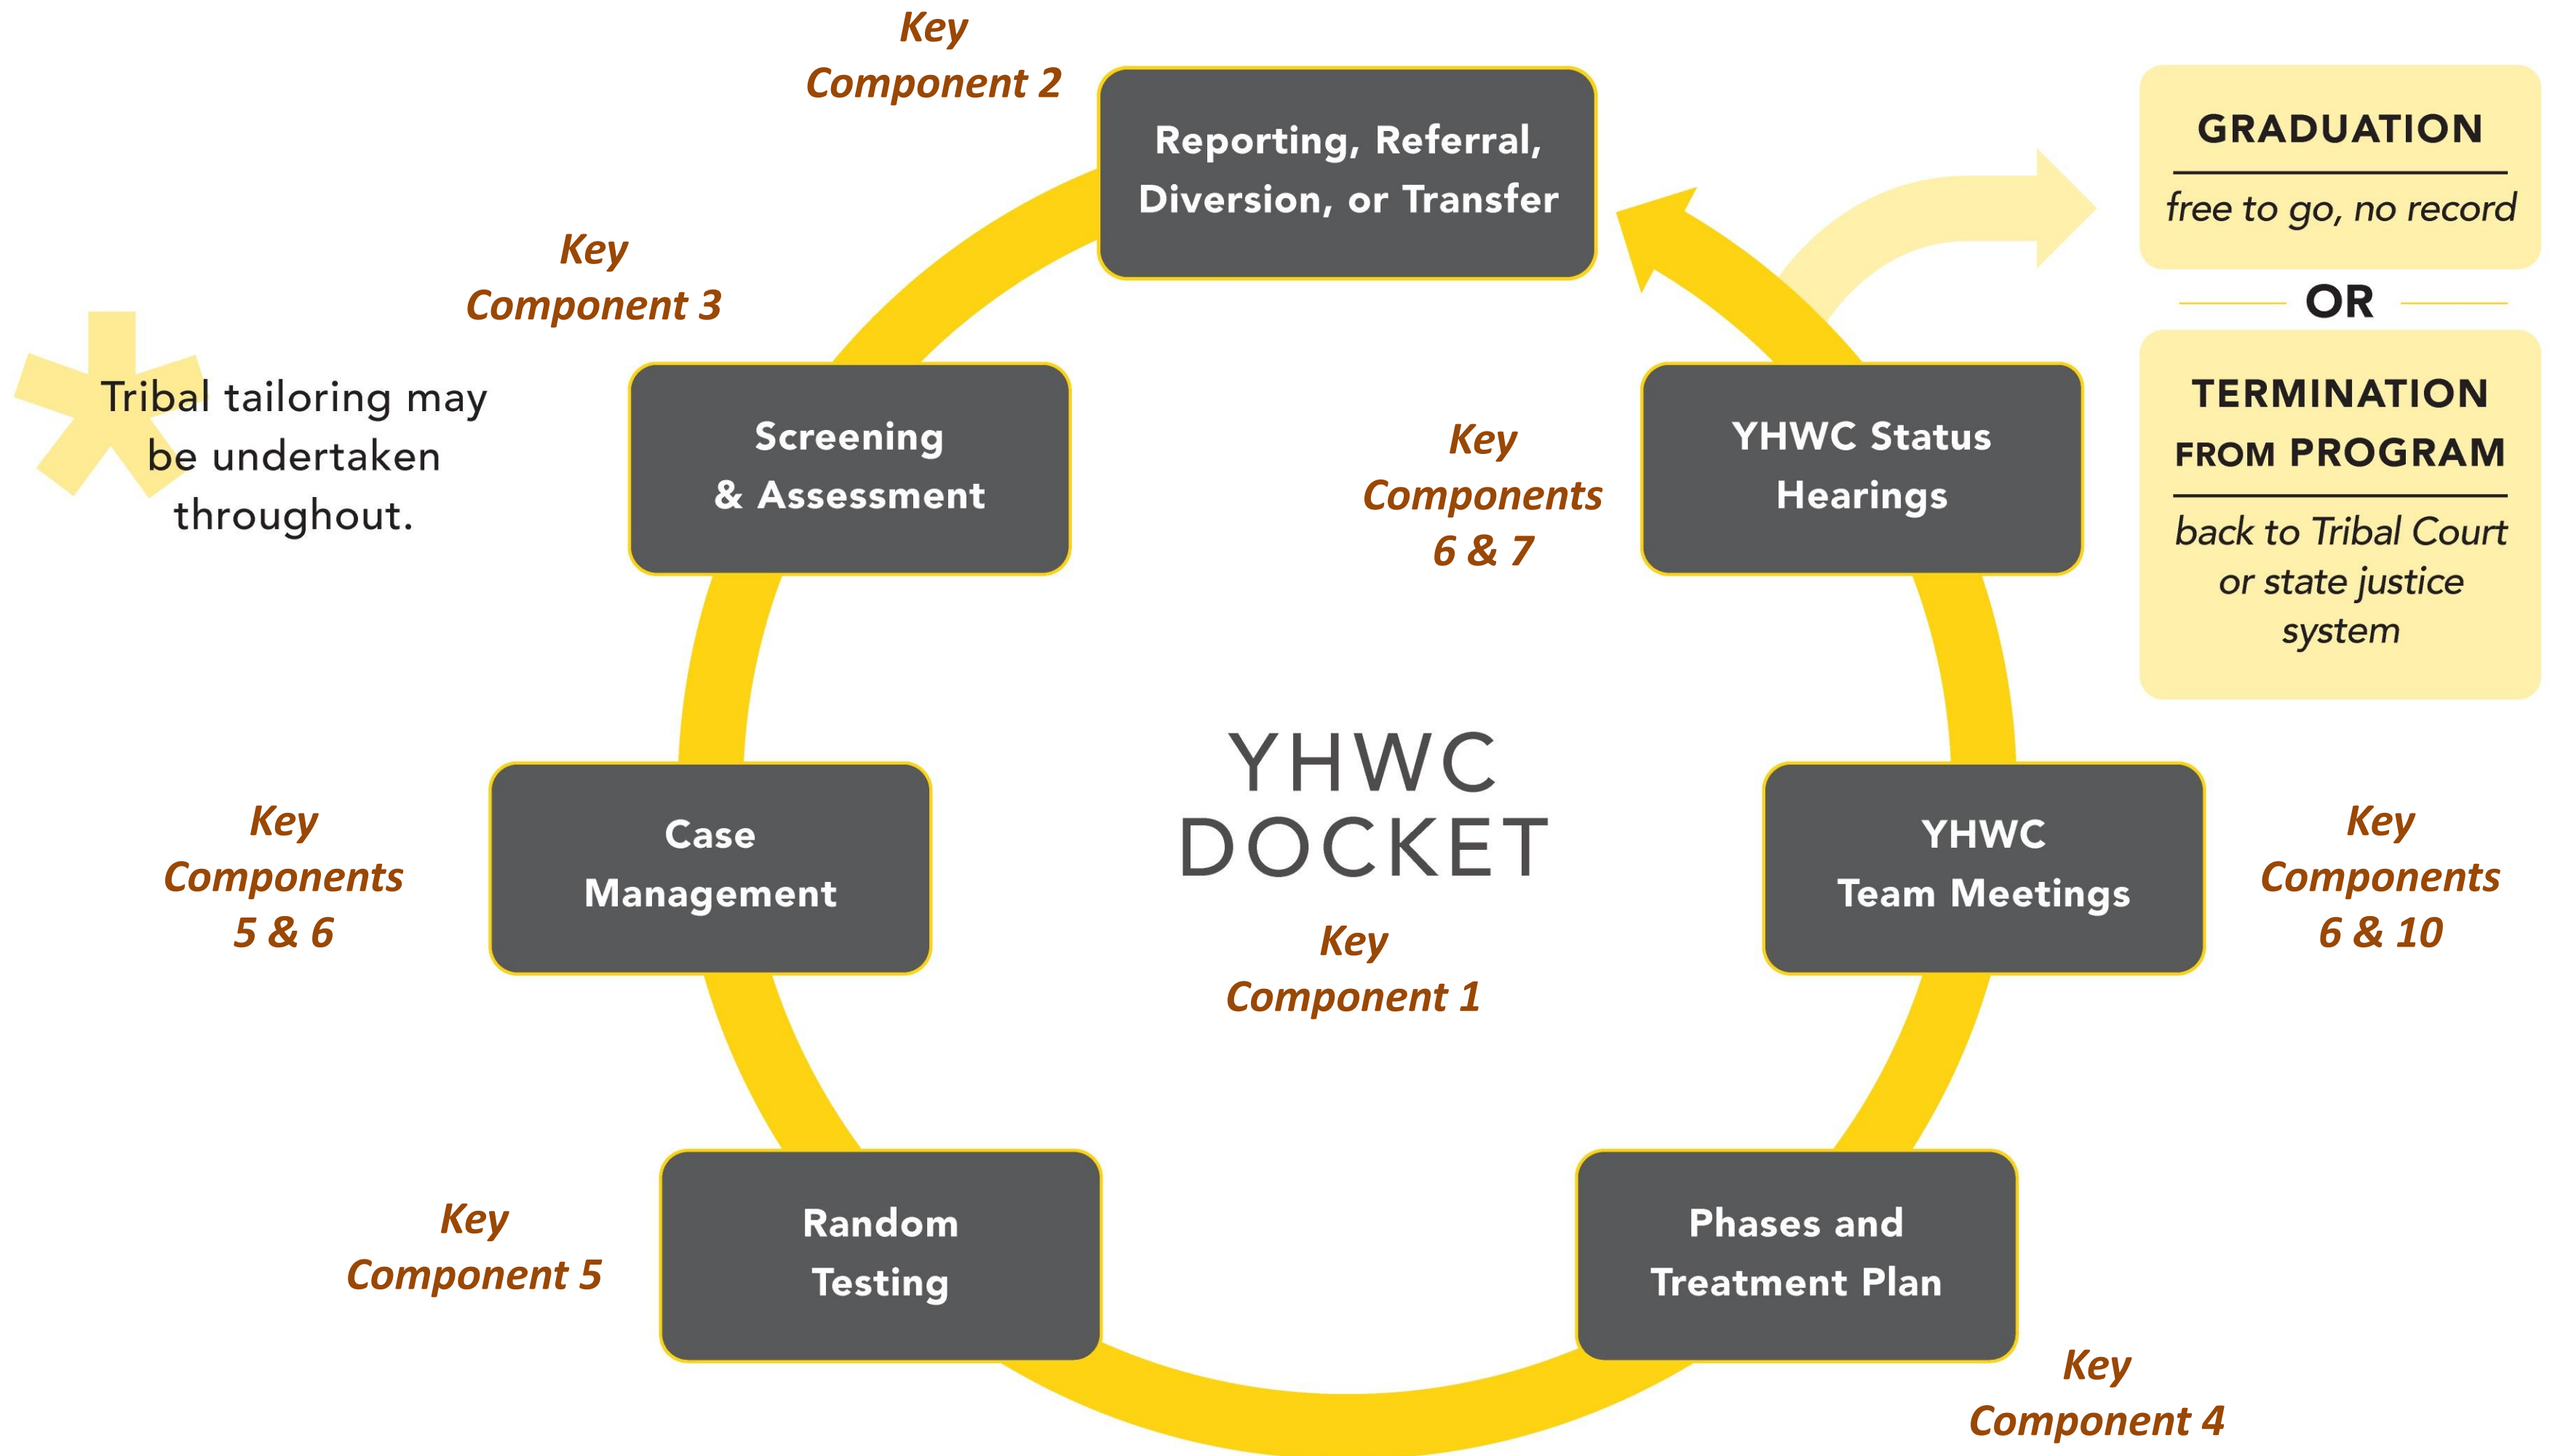 Key
Component 2
Reporting, Referral,
Diversion, or Transfer
GRADUATION
free to go, no record
OR
TERMINATION
FROM PROGRAM
back to Tribal Court
or state justice
system
Key
Component 3
Tribal tailoring may
be undertaken
throughout.
Screening
& Assessment
Key
Components
6 & 7
YHWC Status
Hearings
Key
Components
5 & 6
Case
Management
YHWC
DOCKET
Key
Component 1
YHWC
Team Meetings
Key
Components
6 & 10
Key
Component 5
Random
Testing
Phases and
Treatment Plan
Key
Component 4